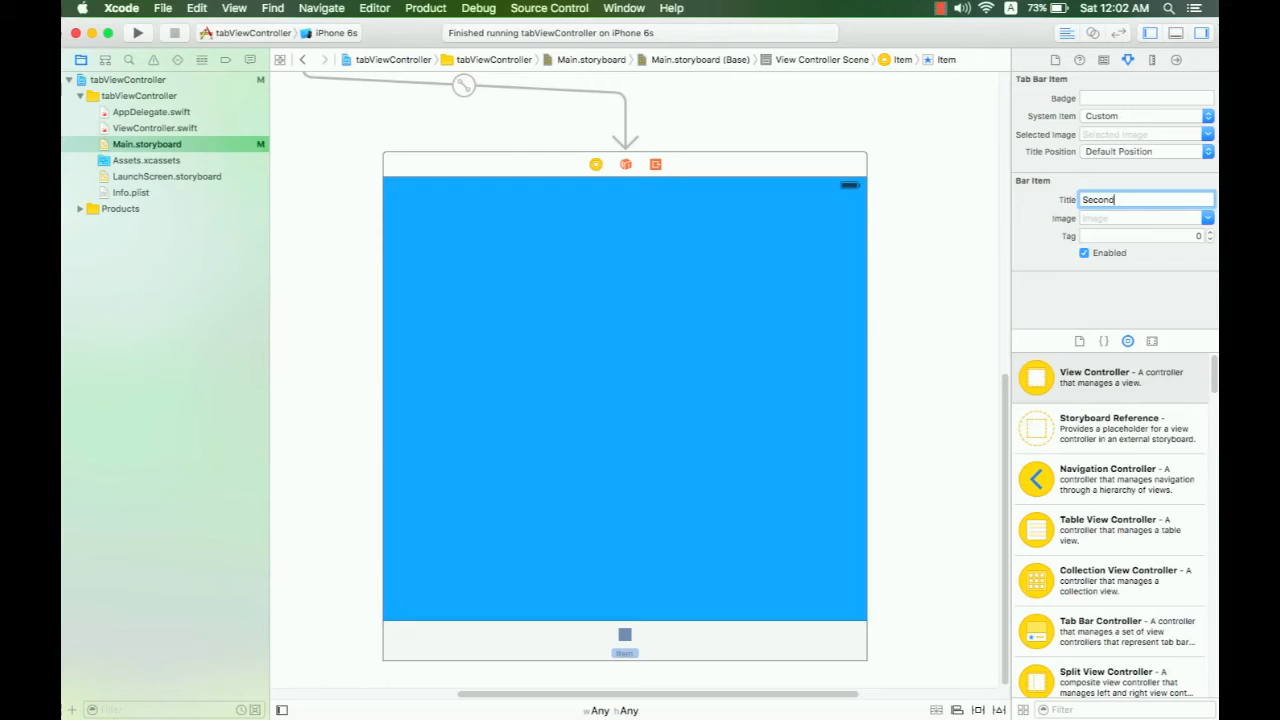 Xcode File Edit View Find Navigate Editor Product Debug Source Control Window Help A 73% Sat 12:02 AM
tabViewController iPhone 6s Finished running tabViewController on iPhone 6s
tabViewController tabViewController Main.storyboard Main.storyboard (Base) View Controller Scene Item Item
tabViewController M
tabViewController
AppDelegate.swift
ViewController.swift
Main.storyboard M
Assets.xcassets
LaunchScreen.storyboard
Info.plist
Products
Filter
Item
wAny hAny
Tab Bar Item
Badge
System Item Custom
Selected Image Selected Image
Title Position Default Position
Bar Item
Title Second
Image Image
Tag 0
Enabled
{}
View Controller - A controller
that manages a view.
Storyboard Reference -
Provides a placeholder for a view
controller in an external storyboard.
Navigation Controller - A
controller that manages navigation
through a hierarchy of views.
Table View Controller - A
controller that manages a table
view.
Collection View Controller - A
controller that manages a
collection view.
Tab Bar Controller - A controller
that manages a set of view
controllers that represent tab bar...
Split View Controller - A
composite view controller that
manages left and right view cont...
Filter